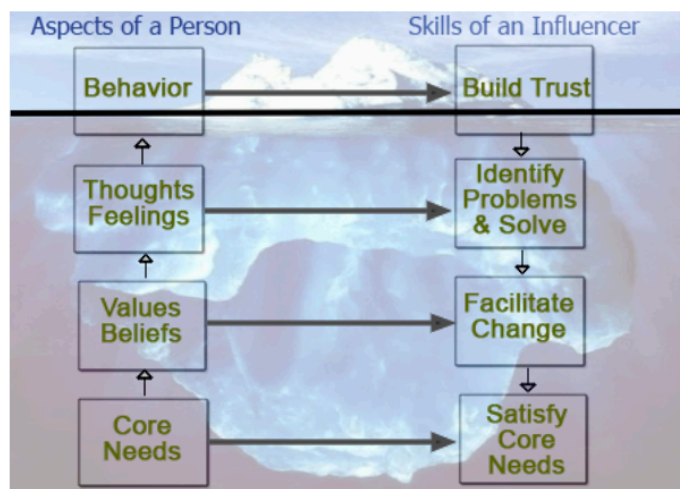 Aspects of a Person
Skills of an Influencer
Behavior
Build Trust
Thoughts
Feelings
Identify
Problems
& Solve
Values
Beliefs
Facilitate
Change
Core
Needs
Satisfy
Core
Needs